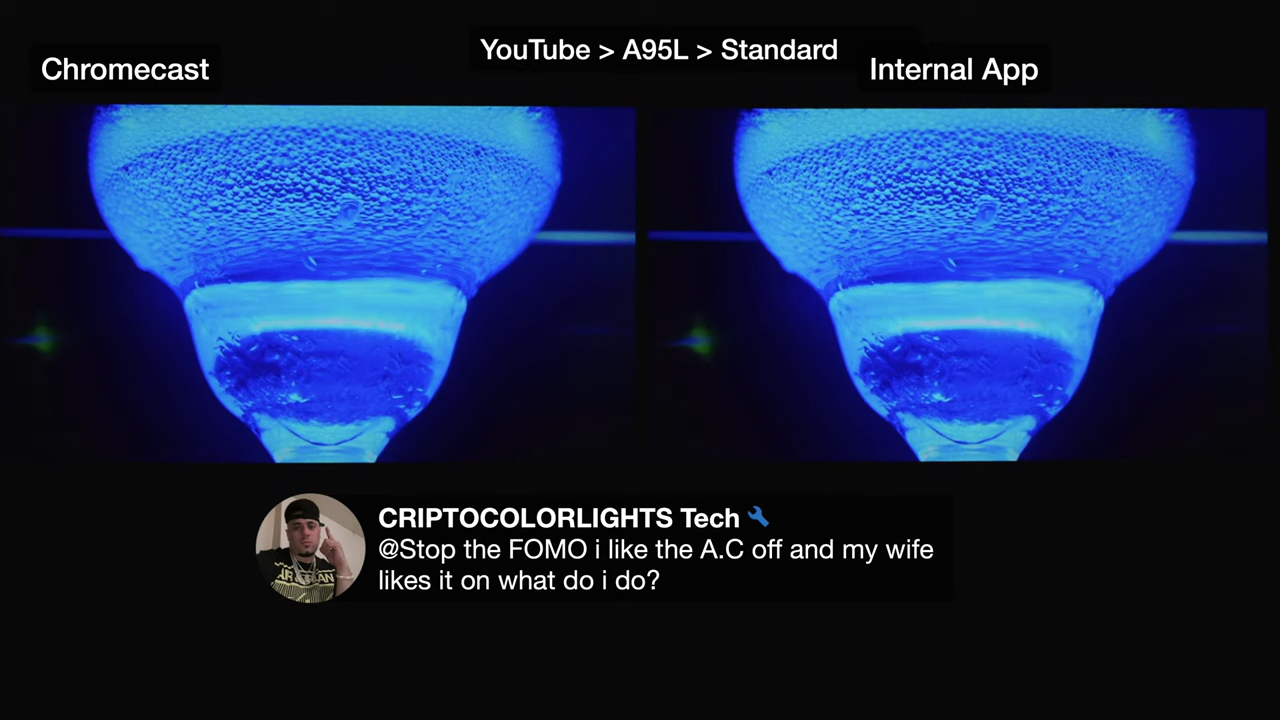 YouTube > A95L > Standard
Chromecast
Internal App
CRIPTOCOLORLIGHTS Tech
@Stop the FOMO i like the A.C off and my wife
likes it on what do i do?